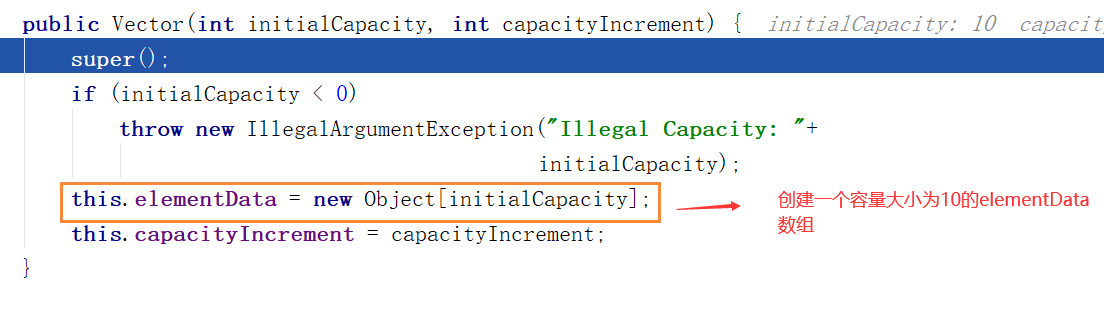 public Vector(int initialCapacity, int capacityIncrement) { initialCapacity: 10 capacity
super();
if (initialCapacity < 0)
throw new IllegalArgumentException("Illegal Capacity: "+
initialCapacity);
this.elementData = new Object[initialCapacity];
创建一个容量大小为10的elementData
数组
this.capacityIncrement = capacityIncrement;
}